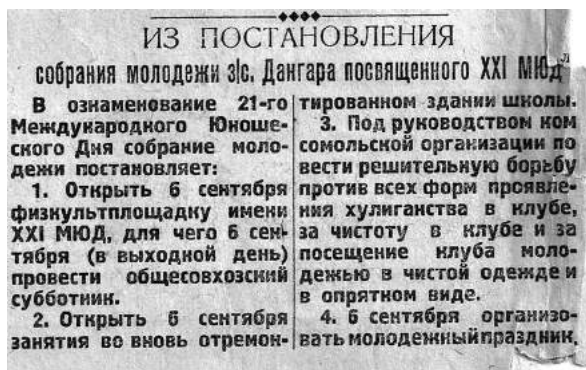 ИЗ ПОСТАНОВЛЕНИЯ
собрания молодежи з|с. Дангара посвященного XXI МЮД
В ознаменование 21-го
Международного Юноше-
ского Дня собрание моло-
дежи постановляет:
1. Открыть 6 сентября
физкультплощадку имени
XXI МЮД, для чего 6 сен-
тября (в выходной день)
провести общесовхозский
субботник.
2. Открыть 6 сентября
занятия во вновь отремон-
тированном здании школы.
3. Под руководством ком
сомольской организации по
вести решительную борьбу
против всех форм проявле-
ния хулиганства в клубе,
за чистоту в клубе и за
посещение клуба моло-
дежью в чистой одежде и
в опрятном виде.
4. 6 сентября организо-
вать молодежный праздник.